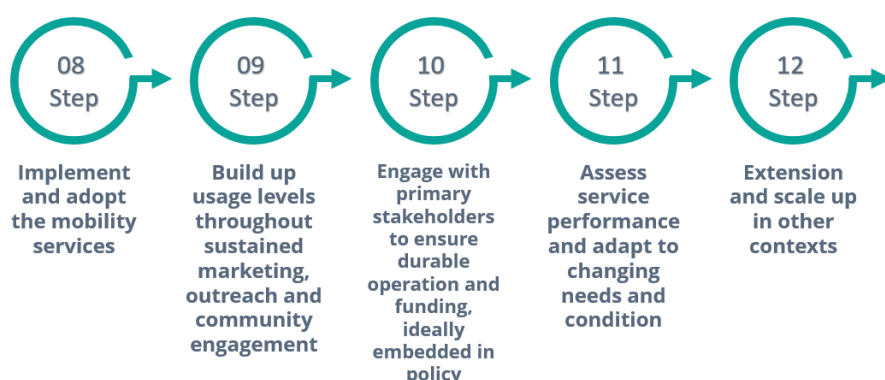 08
Step
Implement
and adopt
the mobility
services
09
Step
Build up
usage levels
throughout
sustained
marketing,
outreach and
community
engagement
10
Step
Engage with
primary
stakeholders
to ensure
durable
operation and
funding,
ideally
embedded in
policy
11
Step
Assess
service
performance
and adapt to
changing
needs and
condition
12
Step
Extension
and scale up
in other
contexts